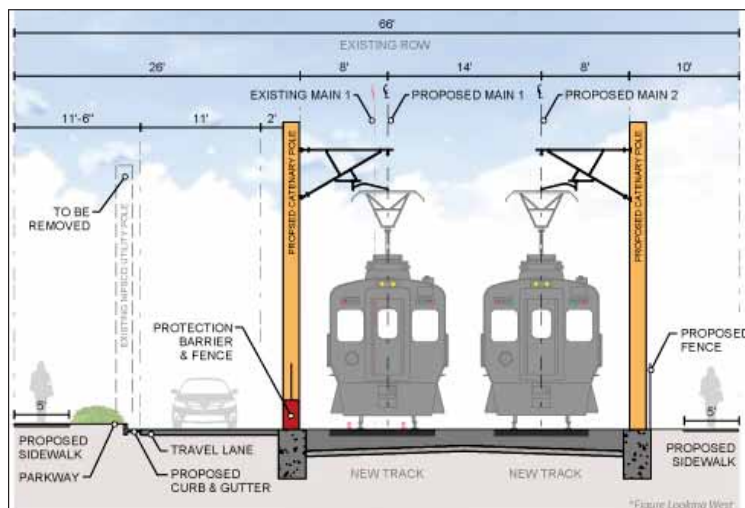 66'
EXISTING ROW
26'
8'
14'
8'
10'
EXISTING MAIN 1
PROPOSED MAIN 1
PROPOSED MAIN 2
11'-6"
11'
2'
TO BE
REMOVED
EXISTING NIPSCO UTILITY POLE
PROPSED CATENARY POLE
PROPOSED CATENARY POLE
PROTECTION
BARRIER
& FENCE
PROPOSED
FENCE
5'
5'
PROPOSED
SIDEWALK
PARKWAY
TRAVEL LANE
PROPOSED
CURB & GUTTER
NEW TRACK
NEW TRACK
PROPOSED
SIDEWALK
*Figure Looking West